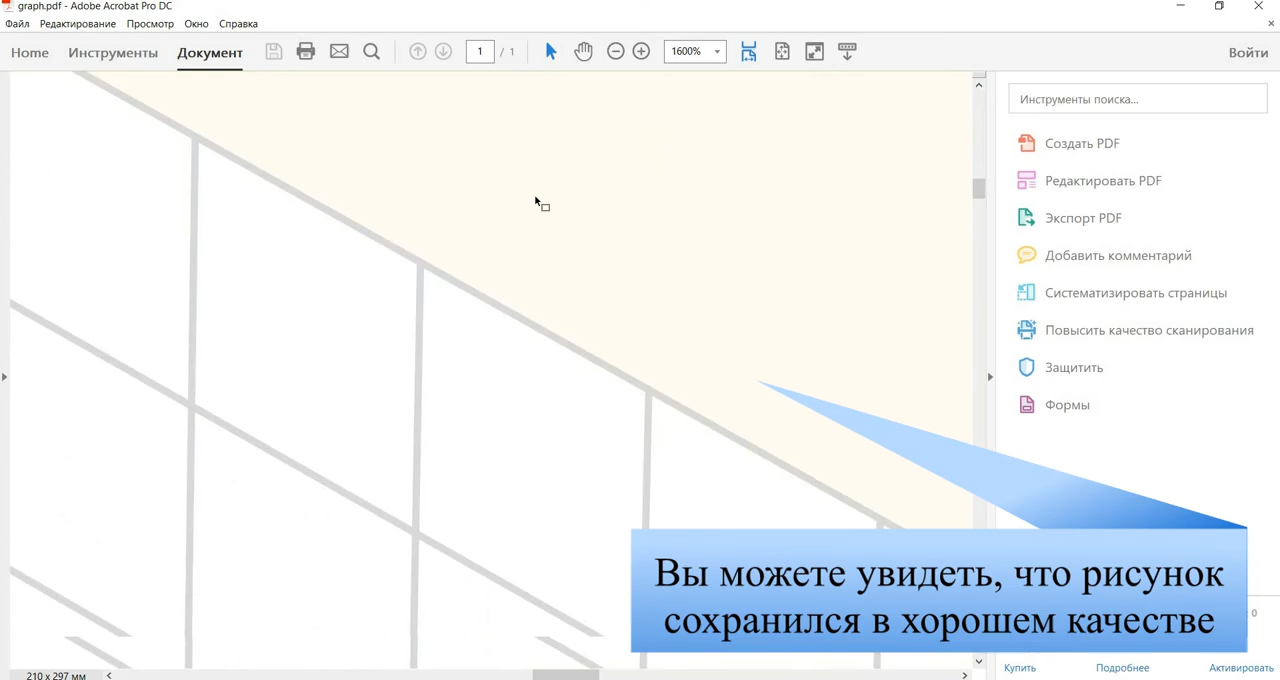 graph.pdf - Adobe Acrobat Pro DC
Файл Редактирование Просмотр Окно Справка
Home Инструменты Документ 1 / 1 1600% Войти
Инструменты поиска...
Создать PDF
Редактировать PDF
Экспорт PDF
Добавить комментарий
Систематизировать страницы
Повысить качество сканирования
Защитить
Формы
Вы можете увидеть, что рисунок
сохранился в хорошем качестве
0
Купить Подробнее Активировать
210 x 297 мм